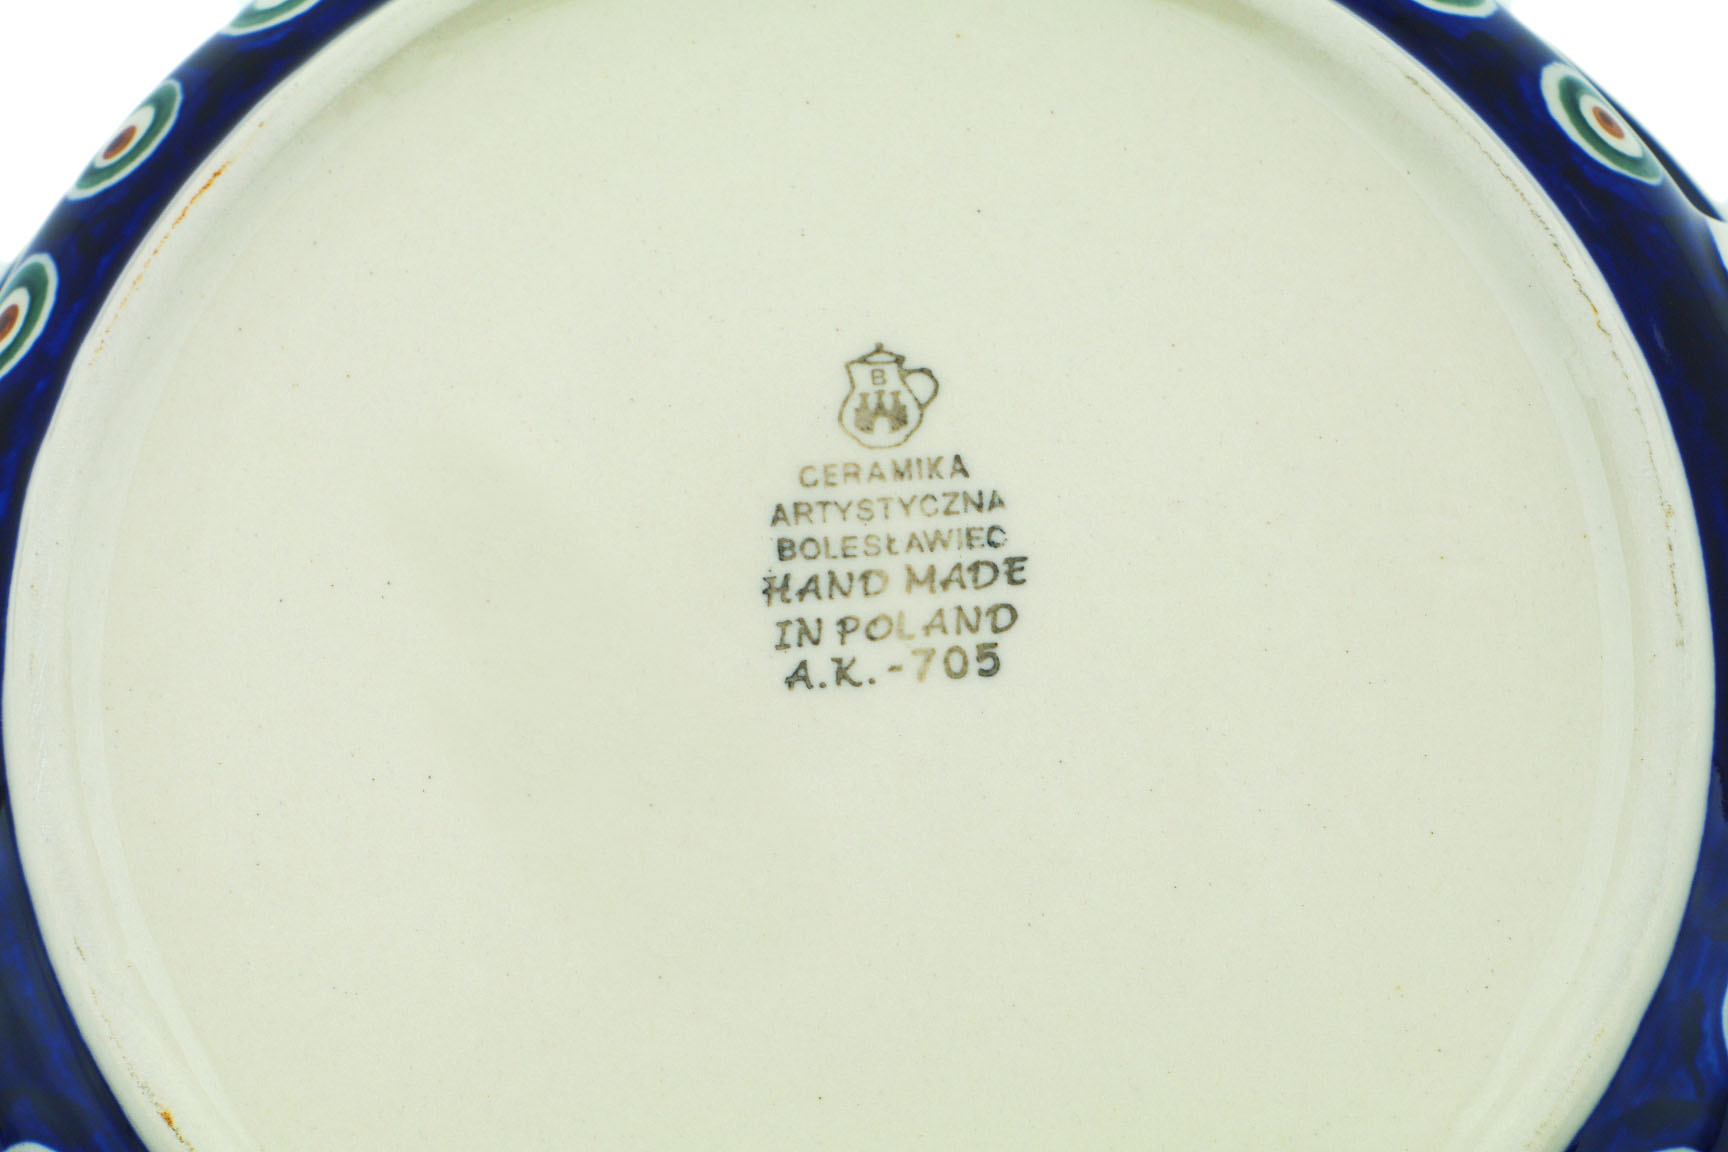 B
CERAMIKA
ARTYSTYCZNA
BOLESŁAWIEC
HAND MADE
IN POLAND
A.K.-705